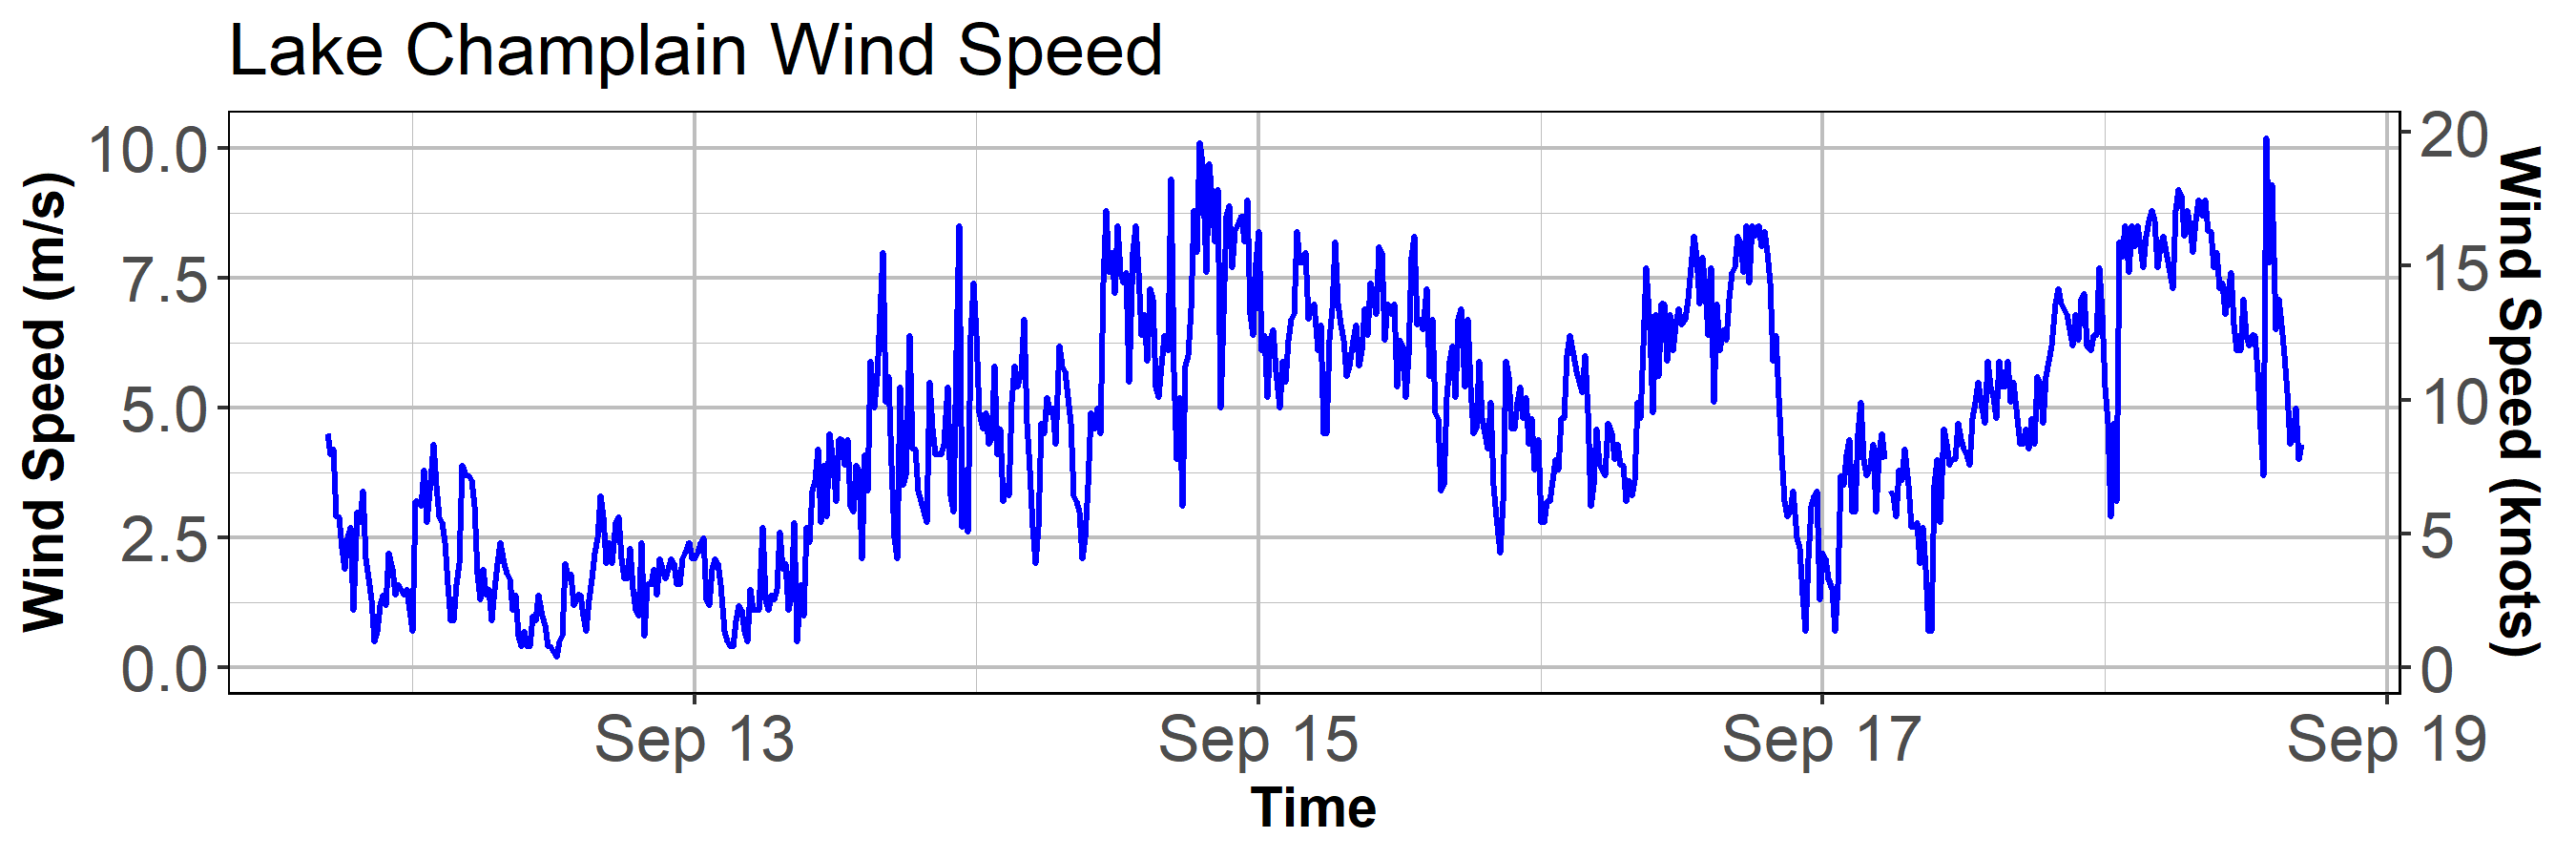 Lake Champlain Wind Speed
Wind Speed (m/s)
10.0
7.5
5.0
2.5
0.0
20
15
10
5
0
Wind Speed (knots)
Sep 13
Sep 15
Sep 17
Sep 19
Time